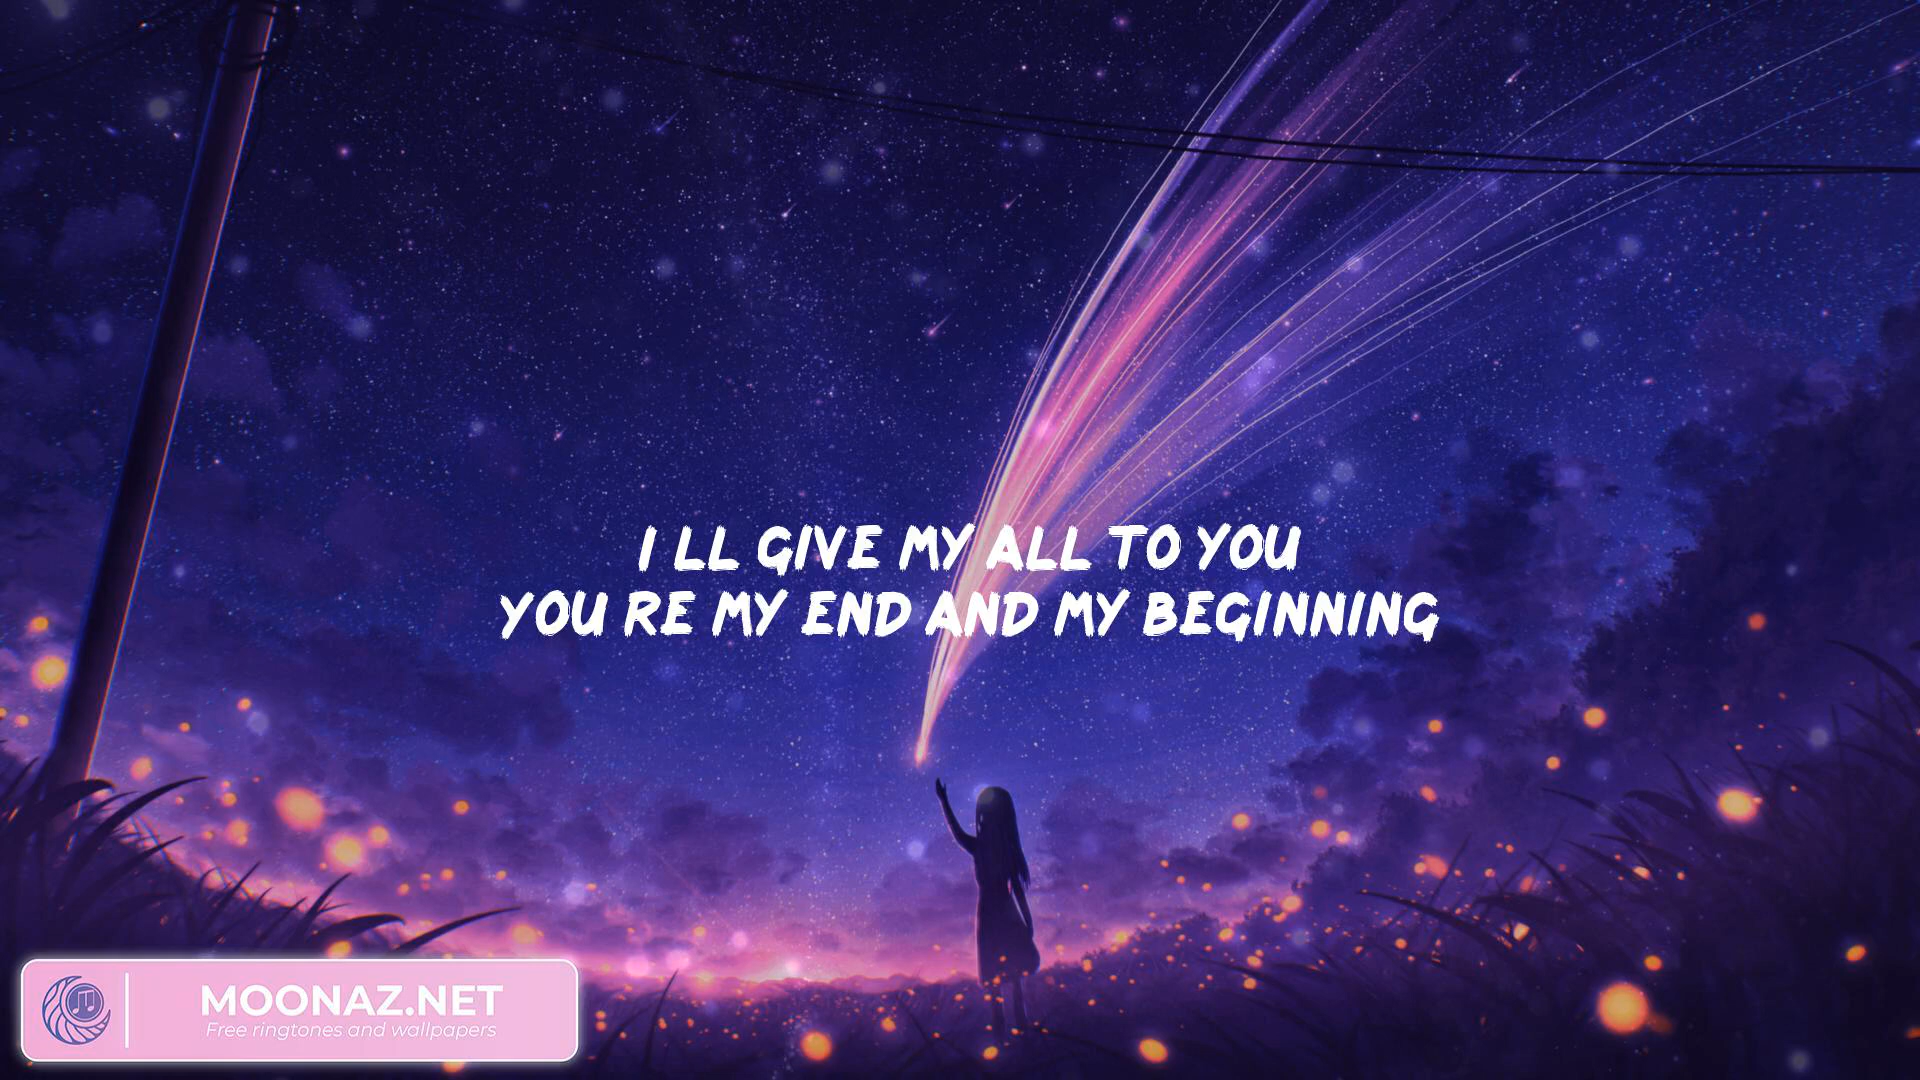 I LL GIVE MY ALL TO YOU
YOU RE MY END AND MY BEGINNING
MOONAZ.NET
Free ringtones and wallpapers